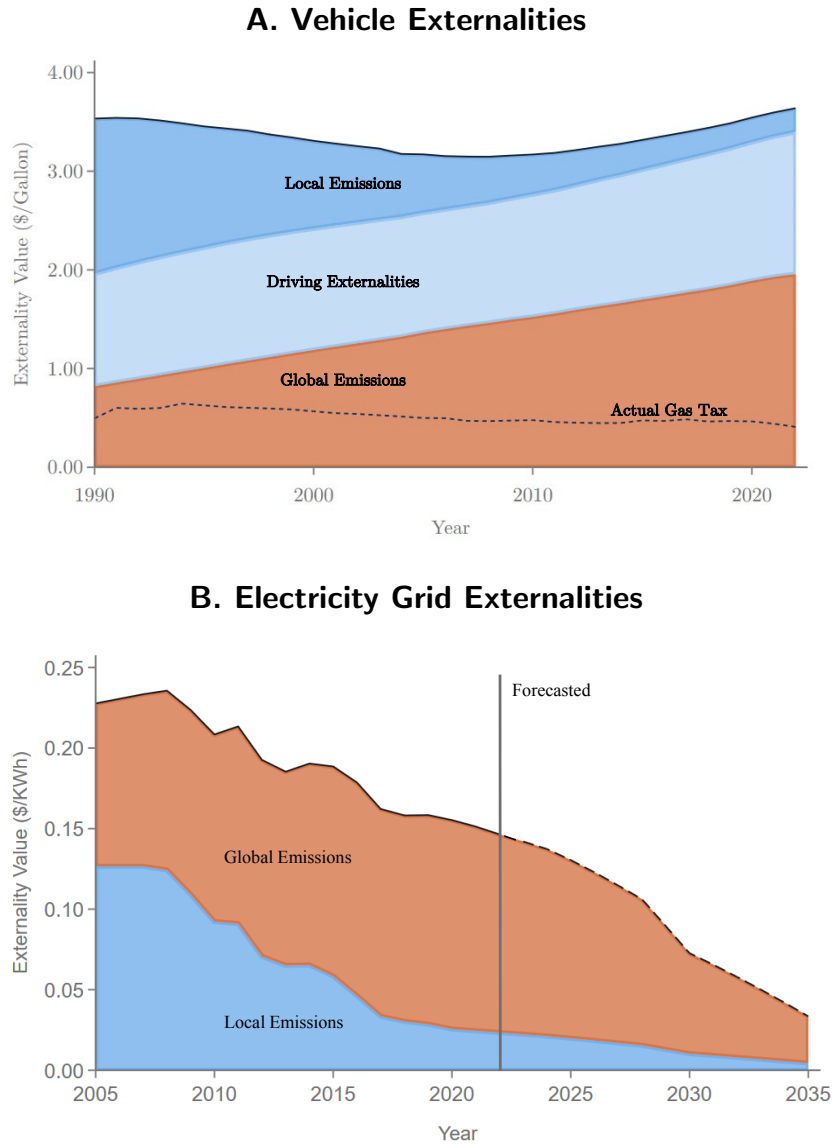 A. Vehicle Externalities
4.00
3.00
2.00
1.00
0.00
Externality Value ($/Gallon)
Local Emissions
Driving Externalities
Global Emissions
Actual Gas Tax
1990
2000
2010
2020
Year
B. Electricity Grid Externalities
0.25
0.20
0.15
0.10
0.05
0.00
Externality Value ($/KWh)
Forecasted
Global Emissions
Local Emissions
2005
2010
2015
2020
2025
2030
2035
Year